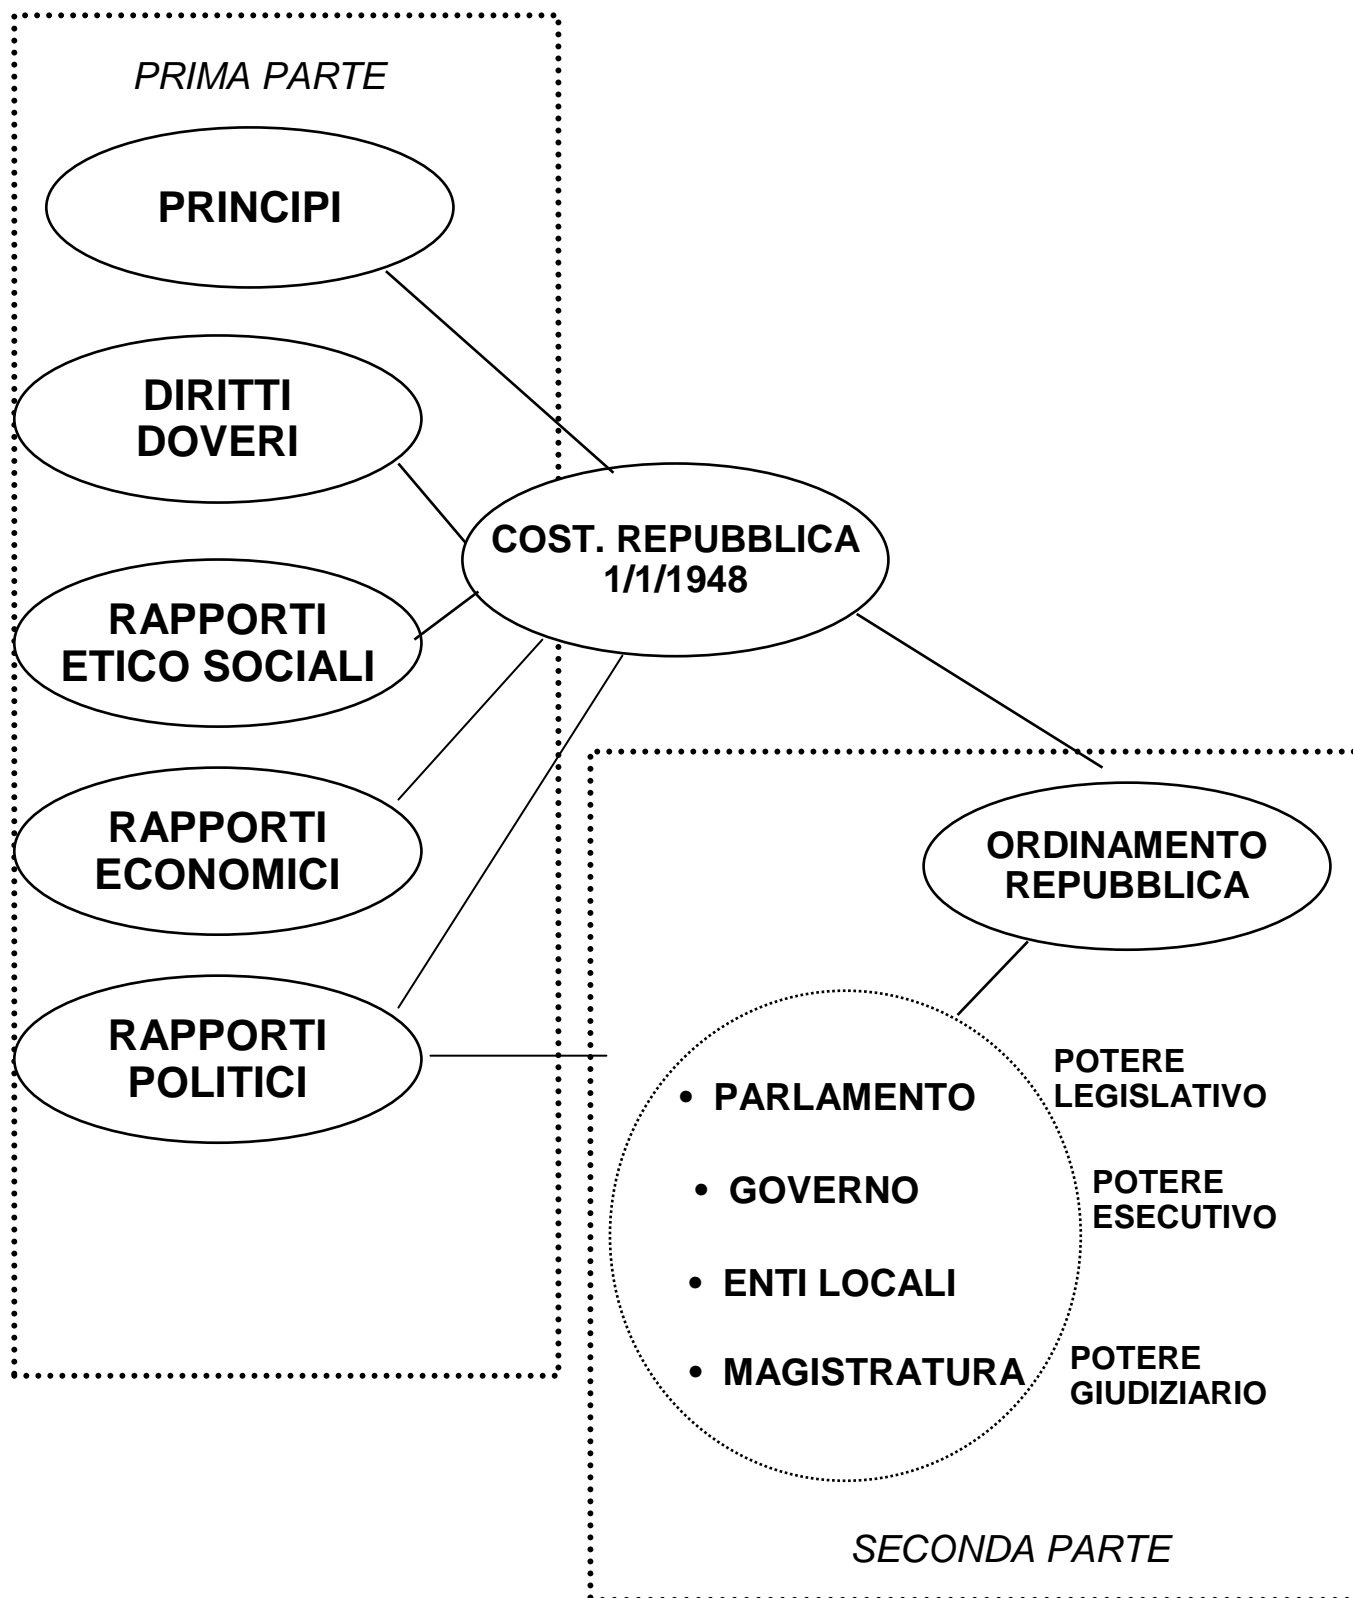 PRIMA PARTE
PRINCIPI
DIRITTI
DOVERI
RAPPORTI
ETICO SOCIALI
RAPPORTI
ECONOMICI
RAPPORTI
POLITICI
COST. REPUBBLICA
1/1/1948
ORDINAMENTO
REPUBBLICA
• PARLAMENTO
POTERE
LEGISLATIVO
• GOVERNO
POTERE
ESECUTIVO
• ENTI LOCALI
• MAGISTRATURA
POTERE
GIUDIZIARIO
SECONDA PARTE